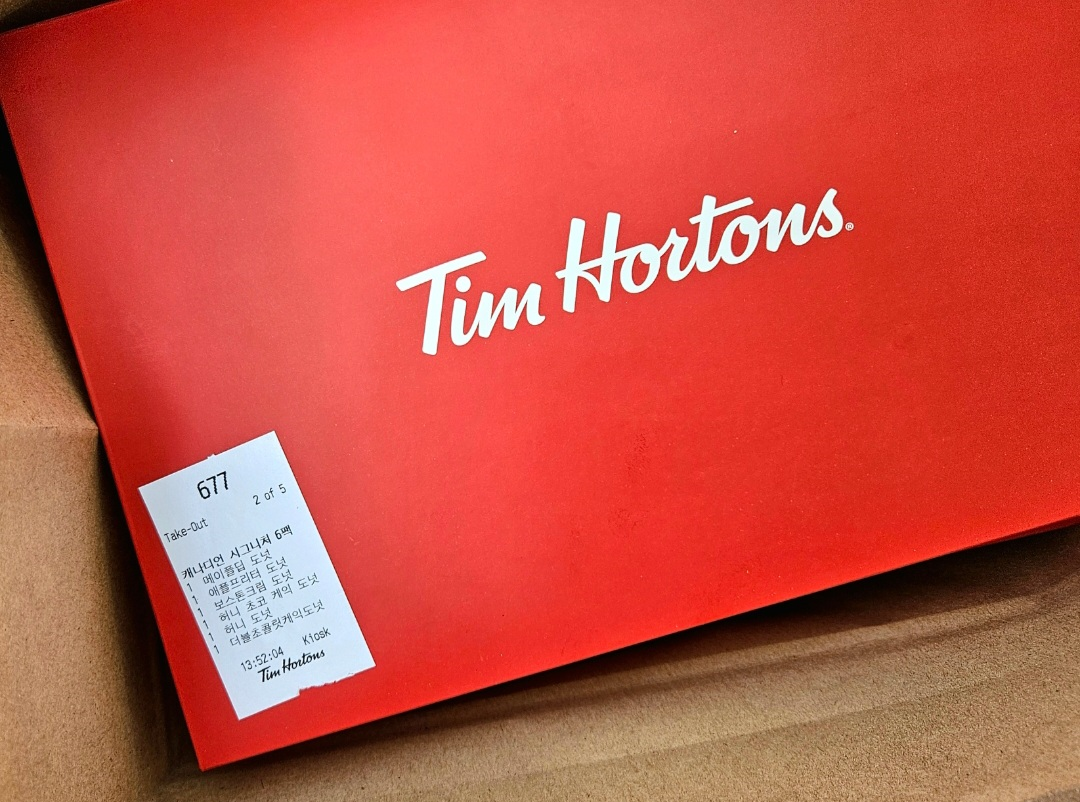 Tim Hortons®
677
2 of 5
Take-Out
캐나디언 시그니처 6팩
1 메이플딥 도넛
1 애플프리터 도넛
1 보스톤크림 도넛
1 허니 초코 케익 도넛
1 허니 도넛
1 더블초콜릿케익도넛
13:52:04 Kiosk
Tim Hortons